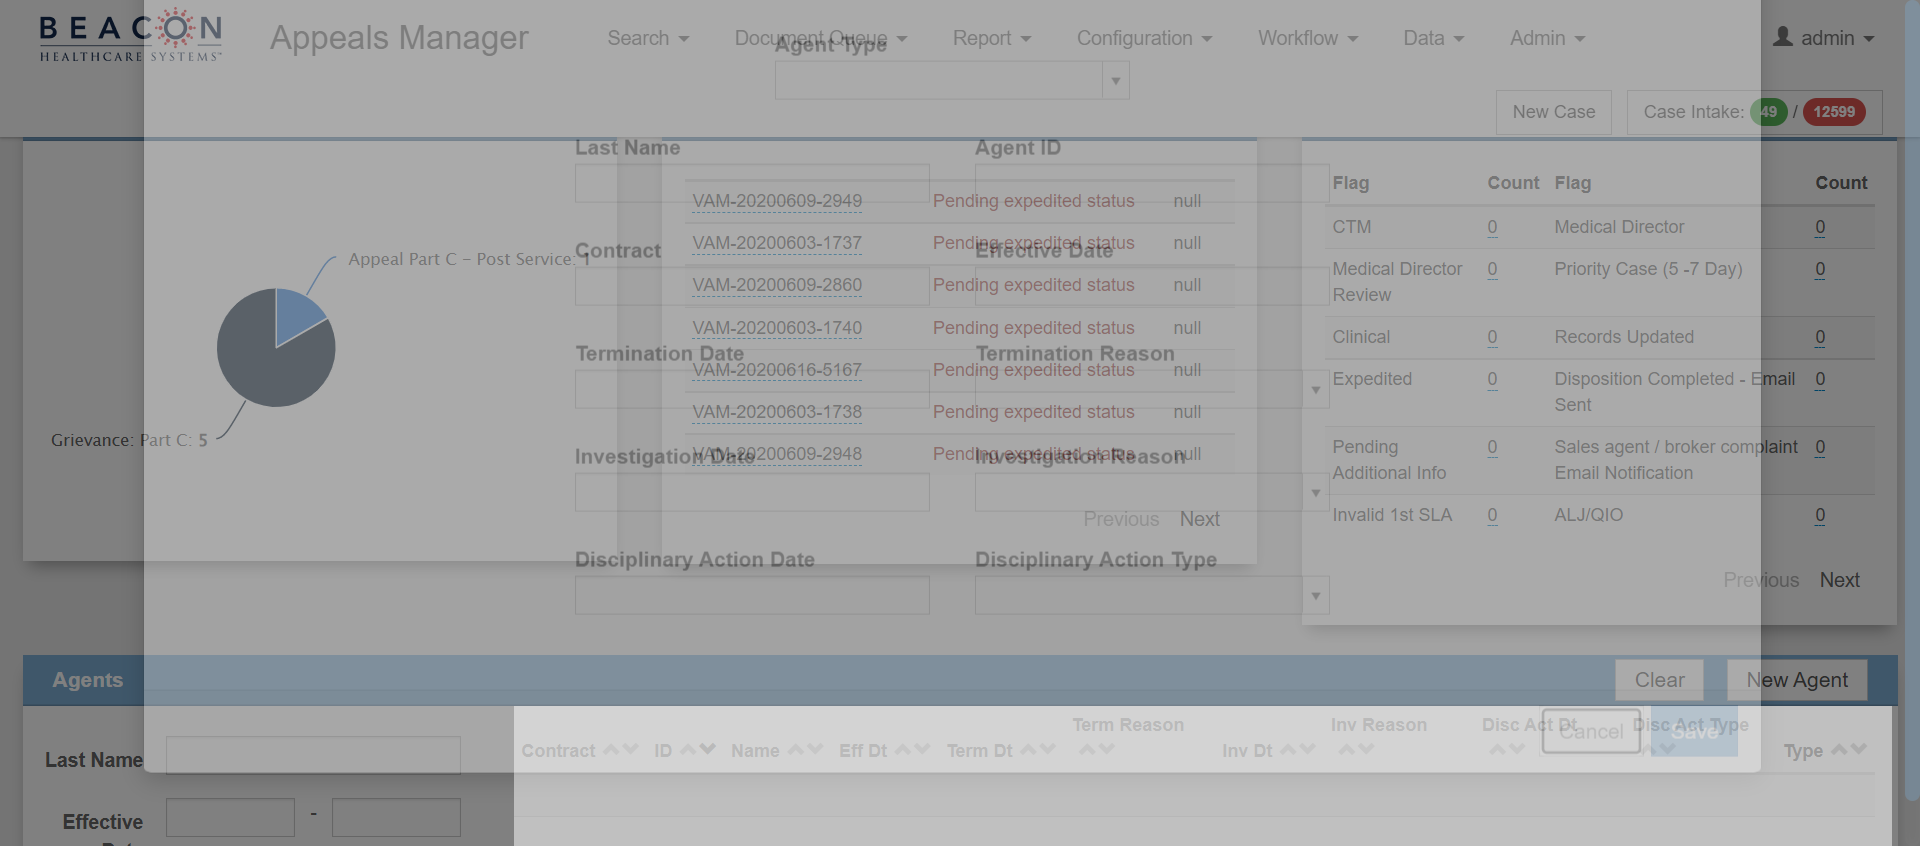 BEACON
HEALTHCARE SYSTEMS™
Appeals Manager
Search
Document Queue
Report
Configuration
Workflow
Data
Admin
admin
Agent Type
New Case
Case Intake: 49 / 12599
Last Name
Agent ID
Contract
Effective Date
Termination Date
Termination Reason
Investigation Date
Investigation Reason
Disciplinary Action Date
Disciplinary Action Type
Appeal Part C - Post Service: 1
Grievance: Part C: 5
VAM-20200609-2949 Pending expedited status null
VAM-20200603-1737 Pending expedited status null
VAM-20200609-2860 Pending expedited status null
VAM-20200603-1740 Pending expedited status null
VAM-20200616-5167 Pending expedited status null
VAM-20200603-1738 Pending expedited status null
VAM-20200609-2948 Pending expedited status null
Previous Next
Flag Count Flag Count
CTM 0 Medical Director 0
Medical Director 0 Priority Case (5 -7 Day) 0
Review
Clinical 0 Records Updated 0
Expedited 0 Disposition Completed - Email 0
Sent
Pending 0 Sales agent / broker complaint 0
Additional Info Email Notification
Invalid 1st SLA 0 ALJ/QIO 0
Previous Next
Agents
Clear
New Agent
Cancel
Save
Last Name
Effective
-
Contract
ID
Name
Eff Dt
Term Dt
Term Reason
Inv Dt
Inv Reason
Disc Act Dt
Disc Act Type
Type